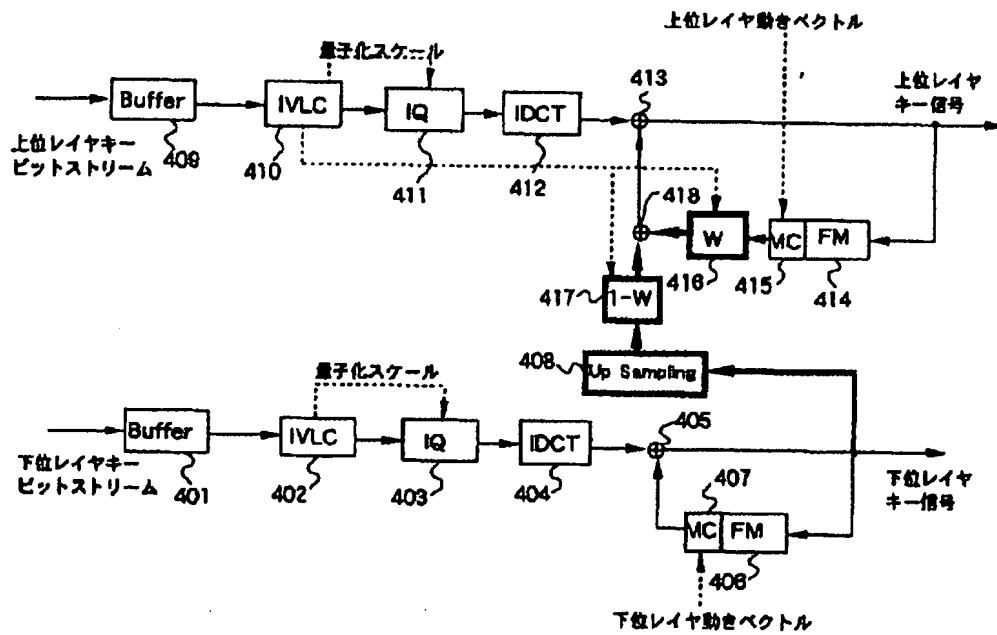 上位レイヤ動きベクトル
量子化スケール
413
上位レイヤ
キー信号
Buffer
IVLC
IQ
IDCT
上位レイヤキー
ビットストリーム
409
410
411
412
418
W
MC
FM
416
415
414
417
1-W
408
Up Sampling
量子化スケール
405
Buffer
IVLC
IQ
IDCT
下位レイヤキー
ビットストリーム
401
402
403
404
407
下位レイヤ
キー信号
MC
FM
406
下位レイヤ動きベクトル